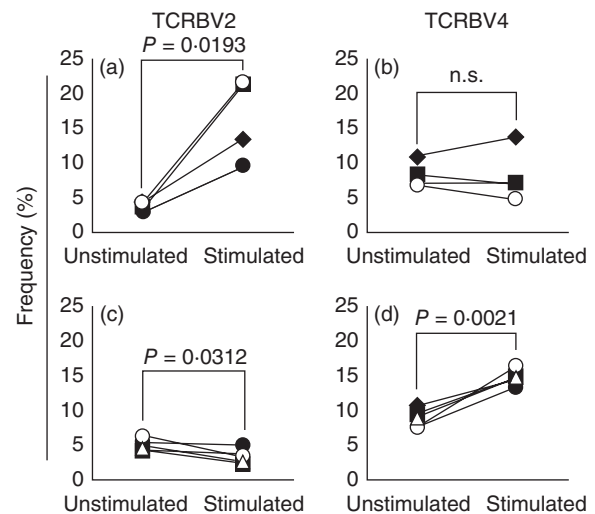 TCRBV2
TCRBV4
Frequency (%)
(a)
P = 0·0193
25
20
15
10
5
0
Unstimulated Stimulated
(b)
n.s.
25
20
15
10
5
0
Unstimulated Stimulated
(c)
P = 0·0312
25
20
15
10
5
0
Unstimulated Stimulated
(d)
P = 0·0021
25
20
15
10
5
0
Unstimulated Stimulated